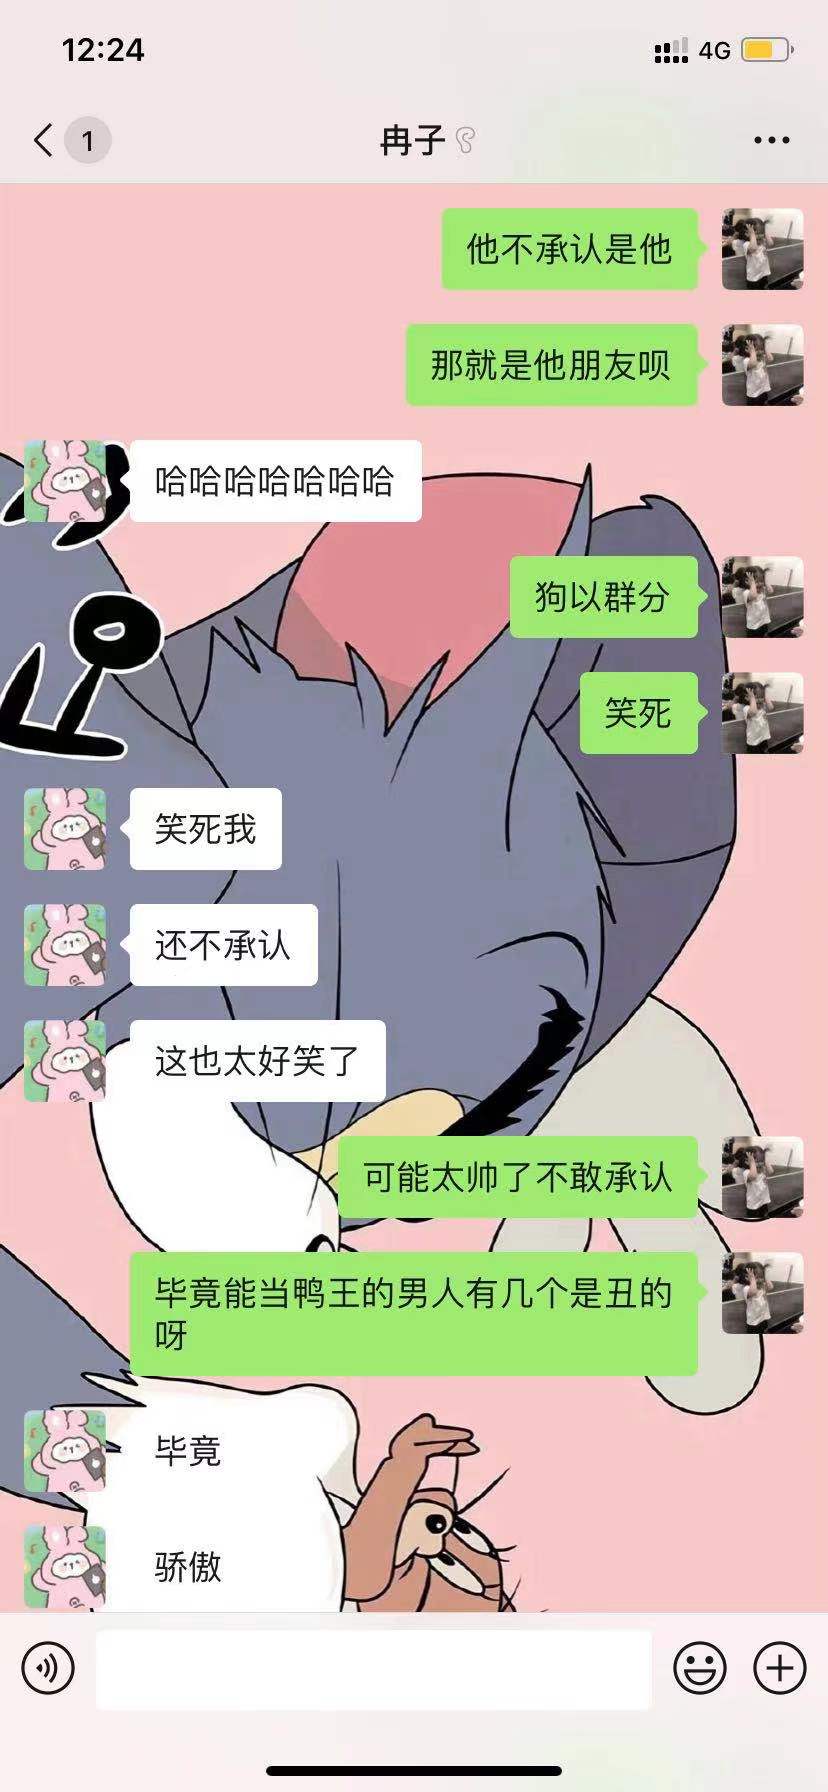 12:24
4G
1
冉子
他不承认是他
那就是他朋友呗
哈哈哈哈哈哈哈
狗以群分
笑死
笑死我
还不承认
这也太好笑了
可能太帅了不敢承认
毕竟能当鸭王的男人有几个是丑的
呀
毕竟
骄傲